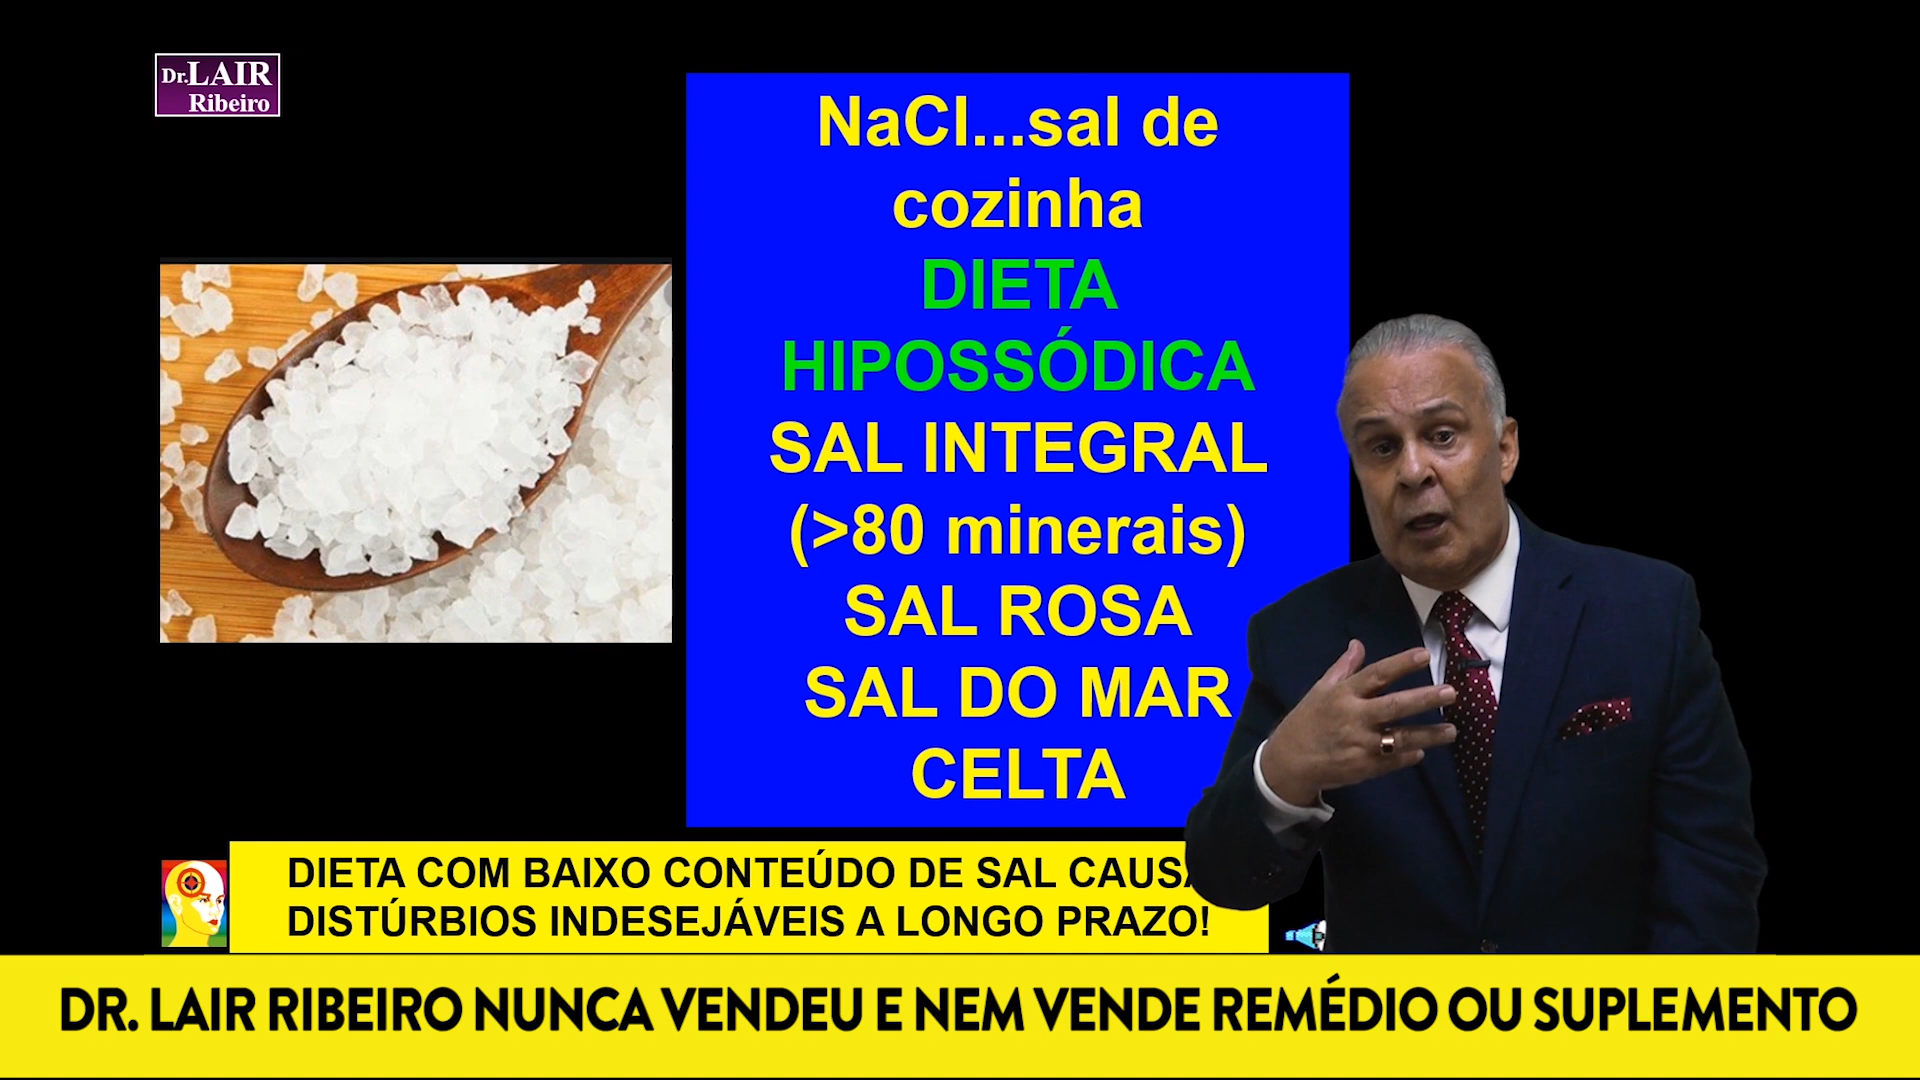 Dr.LAIR
Ribeiro
NaCl...sal de
cozinha
DIETA
HIPOSSÓDICA
SAL INTEGRAL
(>80 minerais)
SAL ROSA
SAL DO MAR
CELTA
DIETA COM BAIXO CONTEÚDO DE SAL CAUSA
DISTÚRBIOS INDESEJÁVEIS A LONGO PRAZO!
DR. LAIR RIBEIRO NUNCA VENDEU E NEM VENDE REMÉDIO OU SUPLEMENTO